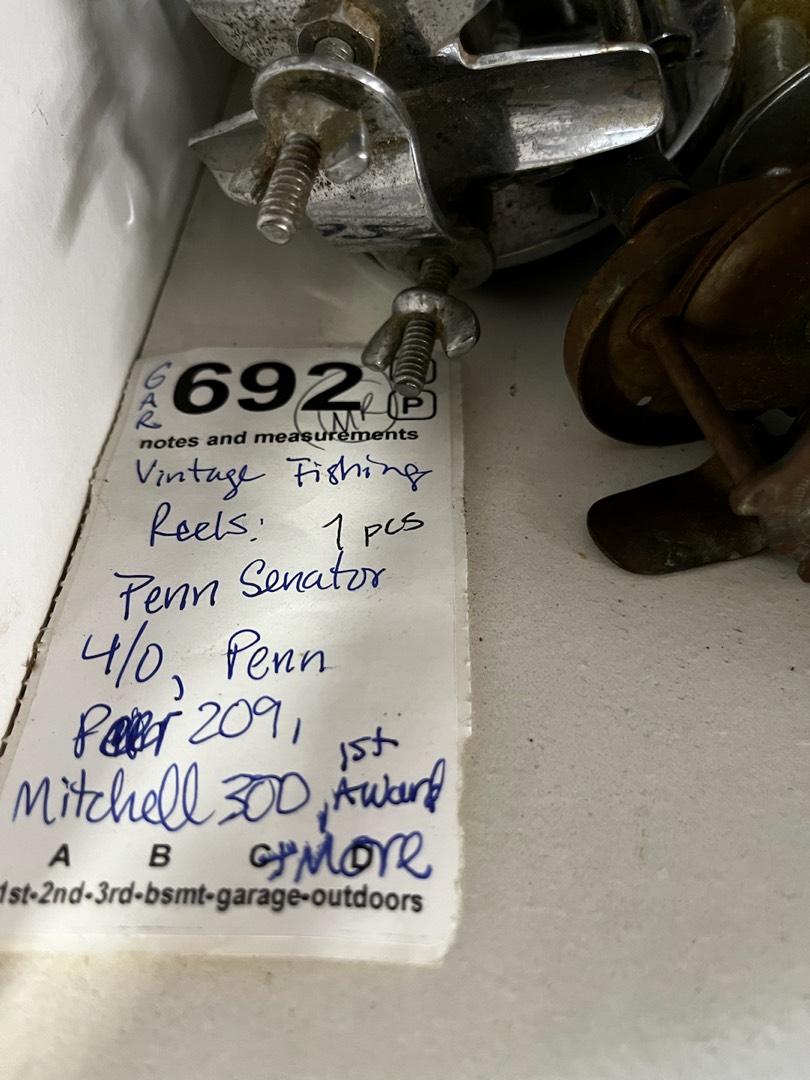 GAR 692 MR P
notes and measurements
Vintage Fishing
Reels: 7 pcs
Penn Senator
4/0, Penn
209,
Mitchell 300, 1st Award
+ More
A B C D
1st-2nd-3rd-bsmt-garage-outdoors